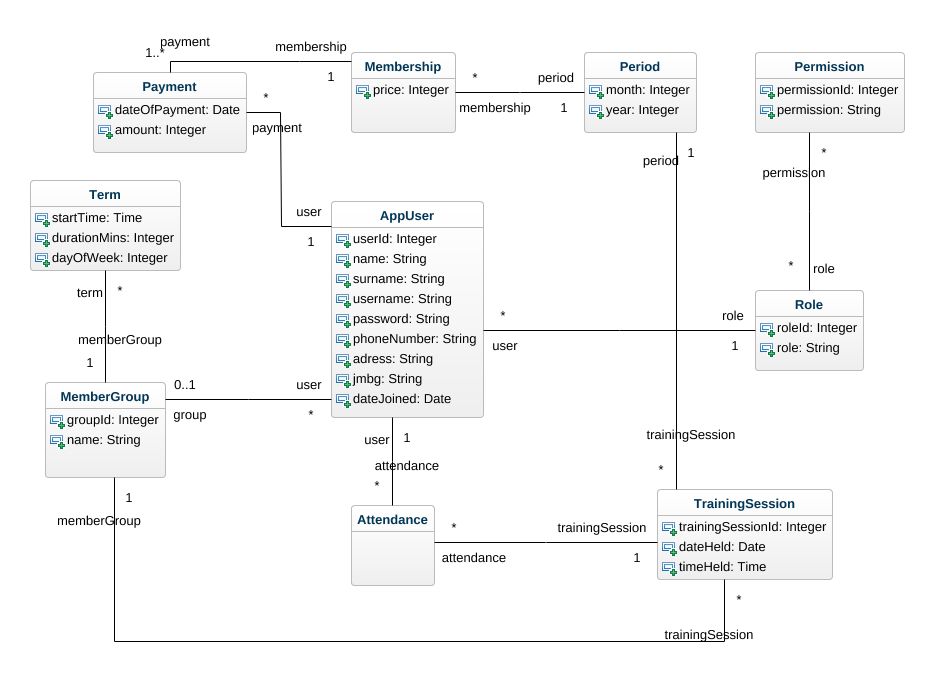 payment
1..*
membership
1
Payment
dateOfPayment: Date
amount: Integer
*
payment
Membership
price: Integer
*
membership
period
1
Period
month: Integer
year: Integer
Permission
permissionId: Integer
permission: String
period
1
*
permission
Term
startTime: Time
durationMins: Integer
dayOfWeek: Integer
user
1
AppUser
userId: Integer
name: String
surname: String
username: String
password: String
phoneNumber: String
adress: String
jmbg: String
dateJoined: Date
term
*
*
role
memberGroup
1
*
user
role
1
Role
roleId: Integer
role: String
MemberGroup
groupId: Integer
name: String
0..1
group
user
*
user
1
attendance
*
trainingSession
*
1
memberGroup
Attendance
*
attendance
trainingSession
1
TrainingSession
trainingSessionId: Integer
dateHeld: Date
timeHeld: Time
*
trainingSession